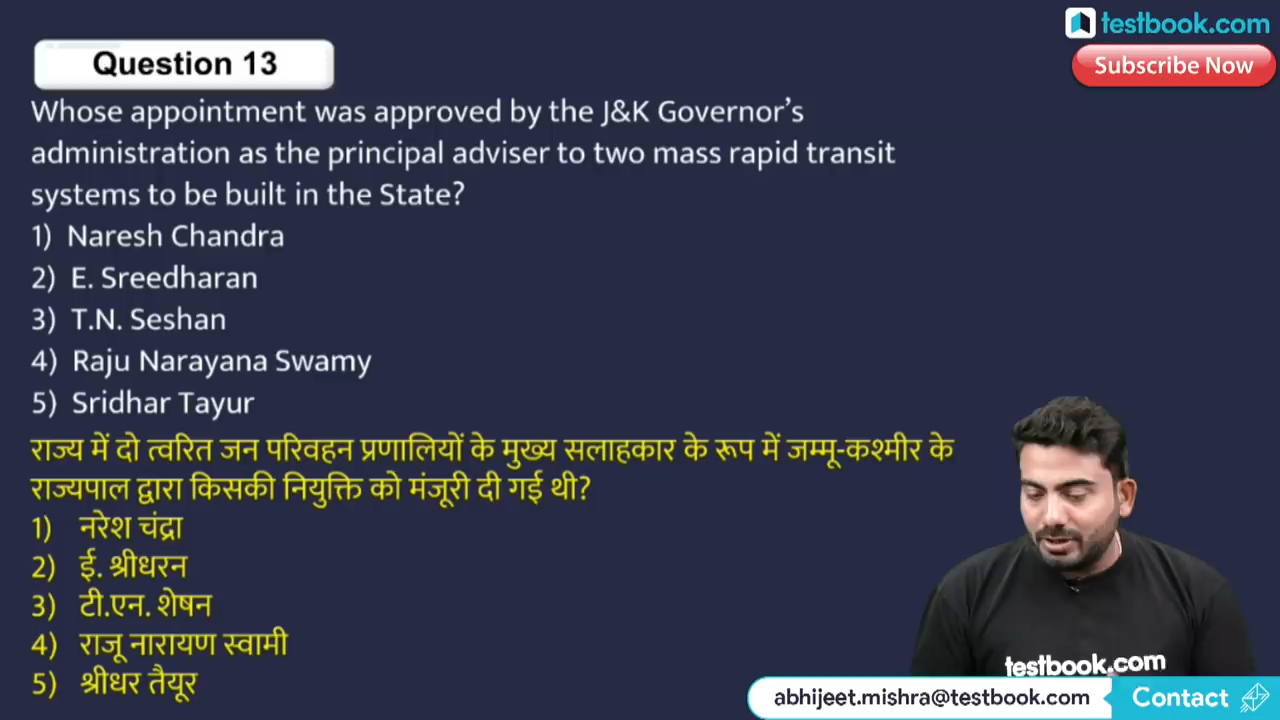 testbook.com
Subscribe Now
Question 13
Whose appointment was approved by the J&K Governor's
administration as the principal adviser to two mass rapid transit
systems to be built in the State?
1) Naresh Chandra
2) E. Sreedharan
3) T.N. Seshan
4) Raju Narayana Swamy
5) Sridhar Tayur
राज्य में दो त्वरित जन परिवहन प्रणालियों के मुख्य सलाहकार के रूप में जम्मू-कश्मीर के
राज्यपाल द्वारा किसकी नियुक्ति को मंजूरी दी गई थी?
1) नरेश चंद्रा
2) ई. श्रीधरन
3) टी.एन. शेषन
4) राजू नारायण स्वामी
5) श्रीधर तैयूर
testbook.com
abhijeet.mishra@testbook.com Contact